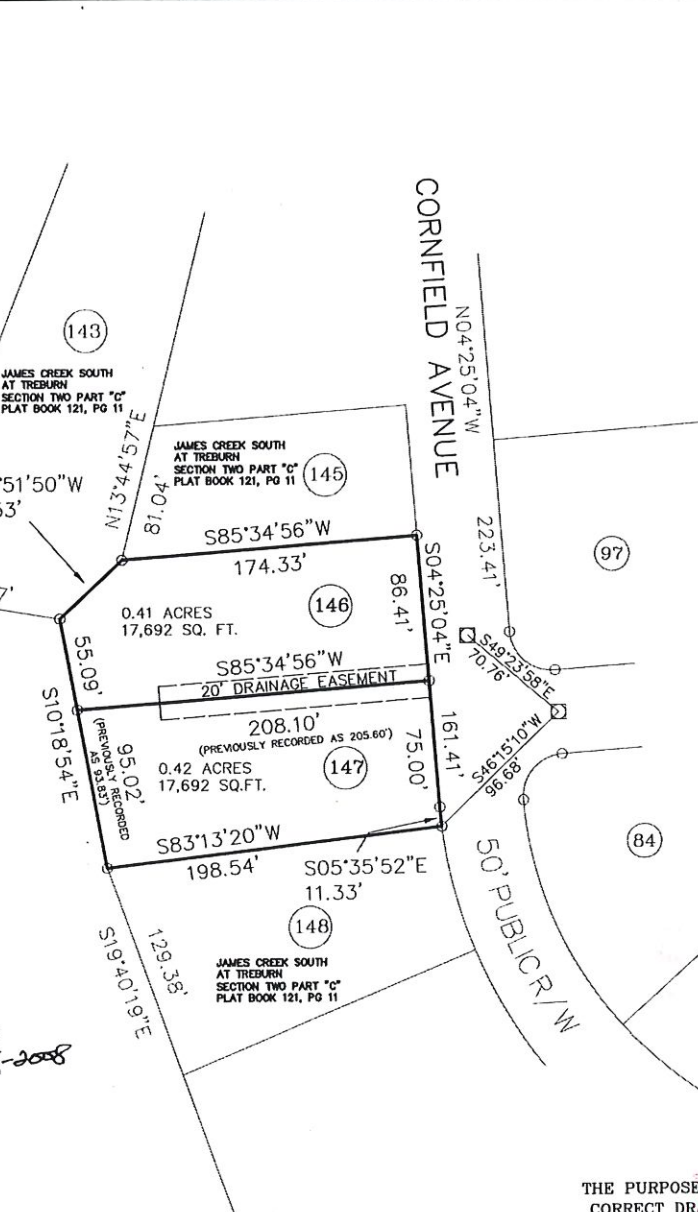 CORNFIELD AVENUE
N04°25'04"W
223.41'
143
JAMES CREEK SOUTH
AT TREBURN
SECTION TWO PART "C"
PLAT BOOK 121, PG 11
N13°44'57"E
81.04'
JAMES CREEK SOUTH
AT TREBURN
SECTION TWO PART "C"
PLAT BOOK 121, PG 11
145
°51'50"W
53'
7'
S85°34'56"W
174.33'
97
0.41 ACRES
17,692 SQ. FT.
146
86.41'
S04°25'04"E
161.41'
S49°23'58"E
70.76'
55.09'
S10°18'54"E
S85°34'56"W
20' DRAINAGE EASEMENT
208.10'
(PREVIOUSLY RECORDED AS 205.60')
95.02'
(PREVIOUSLY RECORDED
AS 93.83')
0.42 ACRES
17,692 SQ.FT.
147
75.00'
S46°15'10"W
96.68'
S83°13'20"W
198.54'
S05°35'52"E
11.33'
84
50' PUBLIC R/W
148
JAMES CREEK SOUTH
AT TREBURN
SECTION TWO PART "C"
PLAT BOOK 121, PG 11
129.38'
S19°40'19"E
-2008
THE PURPOSE
CORRECT DR